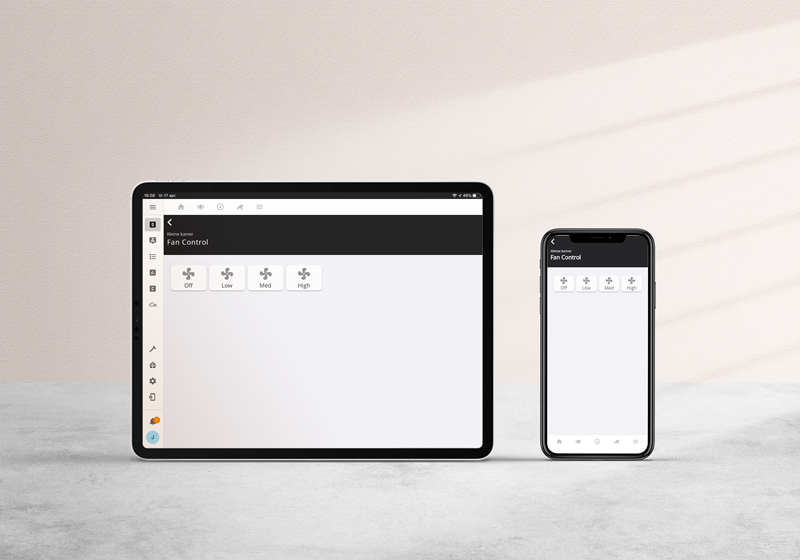 16:08 Vr 17 apr 46%
Kleine kamer
Fan Control
Off Low Med High
J
Kleine kamer
Fan Control
Off Low Med High